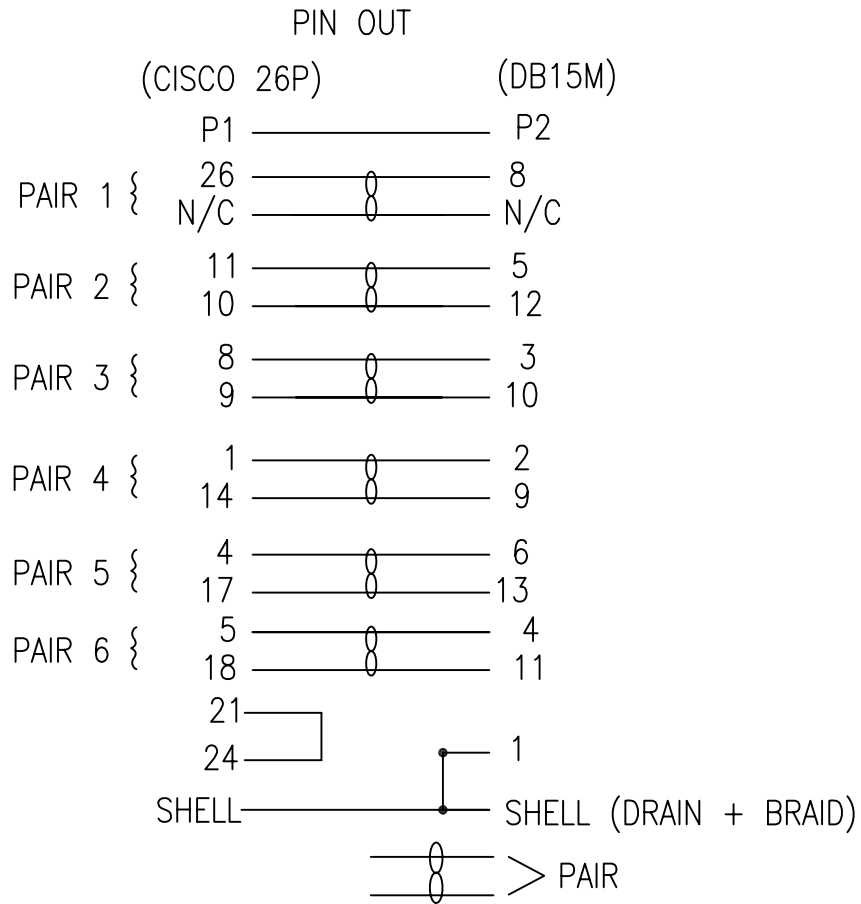 PIN OUT
(CISCO 26P) (DB15M)
P1 P2
PAIR 1 26 8
N/C N/C
PAIR 2 11 5
10 12
PAIR 3 8 3
9 10
PAIR 4 1 2
14 9
PAIR 5 4 6
17 13
PAIR 6 5 4
18 11
21
24 1
SHELL SHELL (DRAIN + BRAID)
PAIR